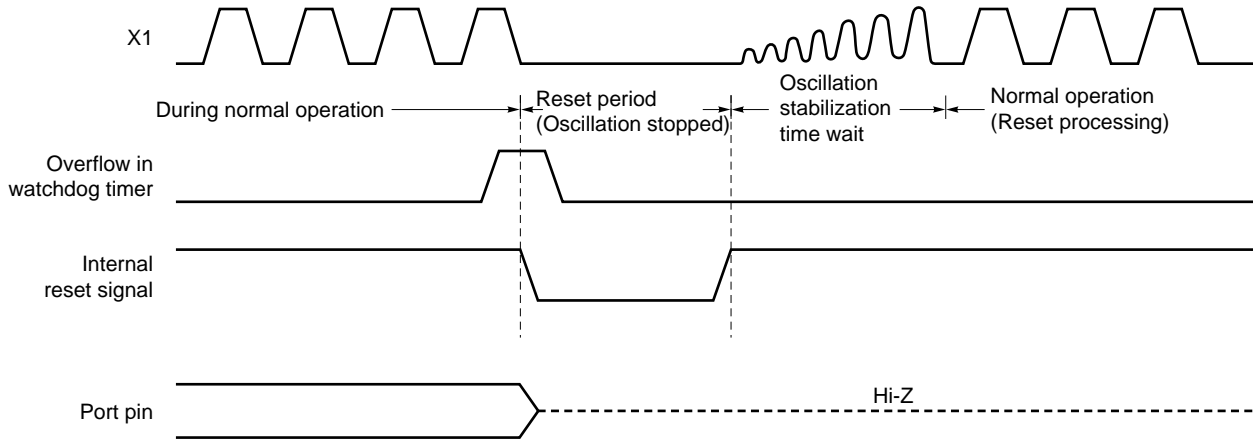 X1
During normal operation
Reset period
(Oscillation stopped)
Oscillation
stabilization
time wait
Normal operation
(Reset processing)
Overflow in
watchdog timer
Internal
reset signal
Port pin
Hi-Z